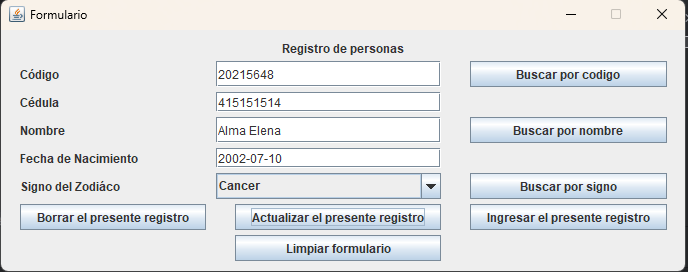 Formulario
Registro de personas
Código 20215648 Buscar por codigo
Cédula 415151514
Nombre Alma Elena Buscar por nombre
Fecha de Nacimiento 2002-07-10
Signo del Zodiáco Cancer Buscar por signo
Borrar el presente registro Actualizar el presente registro Ingresar el presente registro
Limpiar formulario